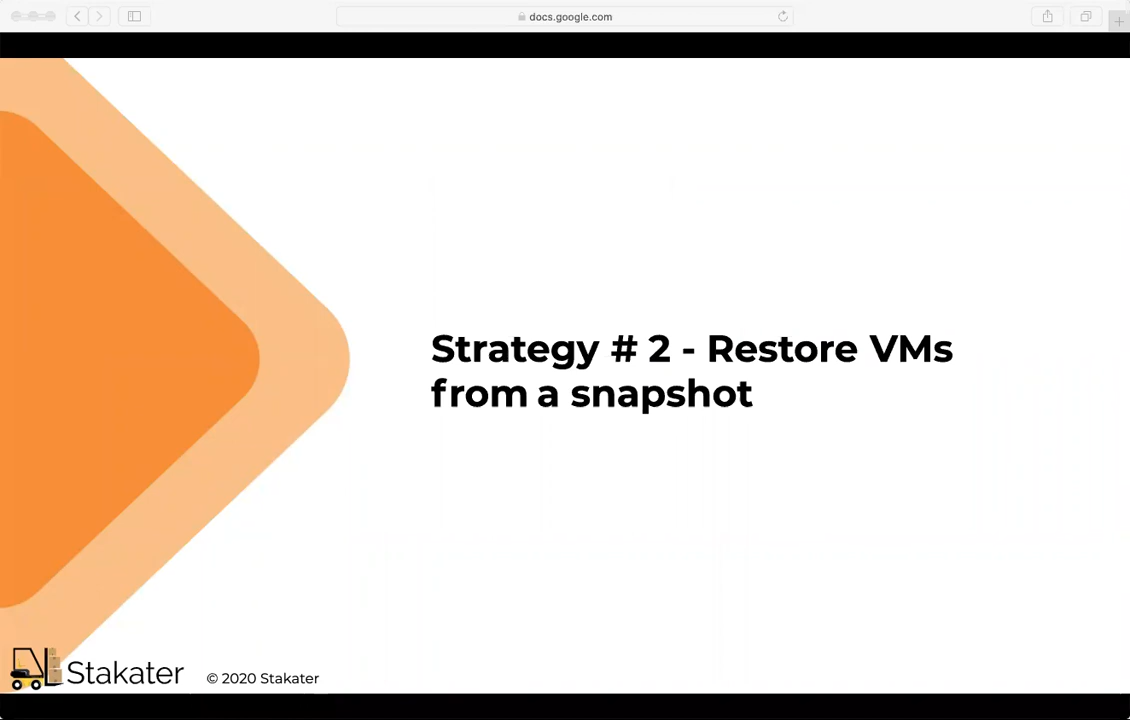 docs.google.com
Strategy # 2 - Restore VMs
from a snapshot
Stakater
© 2020 Stakater